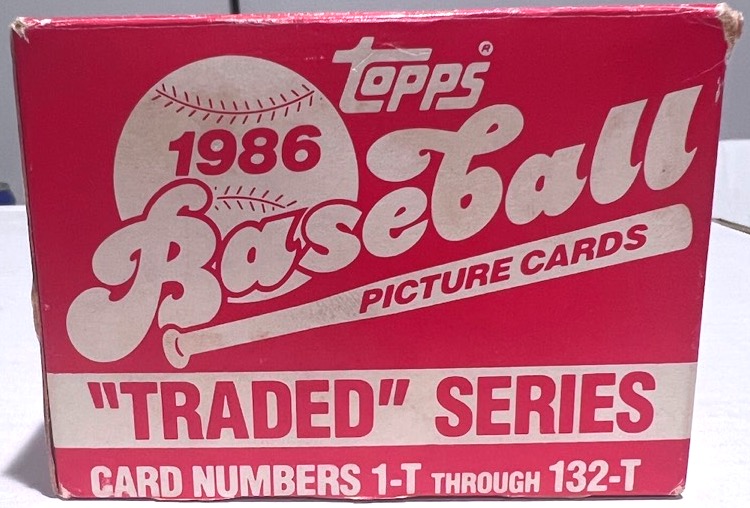 topps®
1986
Baseball
PICTURE CARDS
"TRADED" SERIES
CARD NUMBERS 1-T THROUGH 132-T